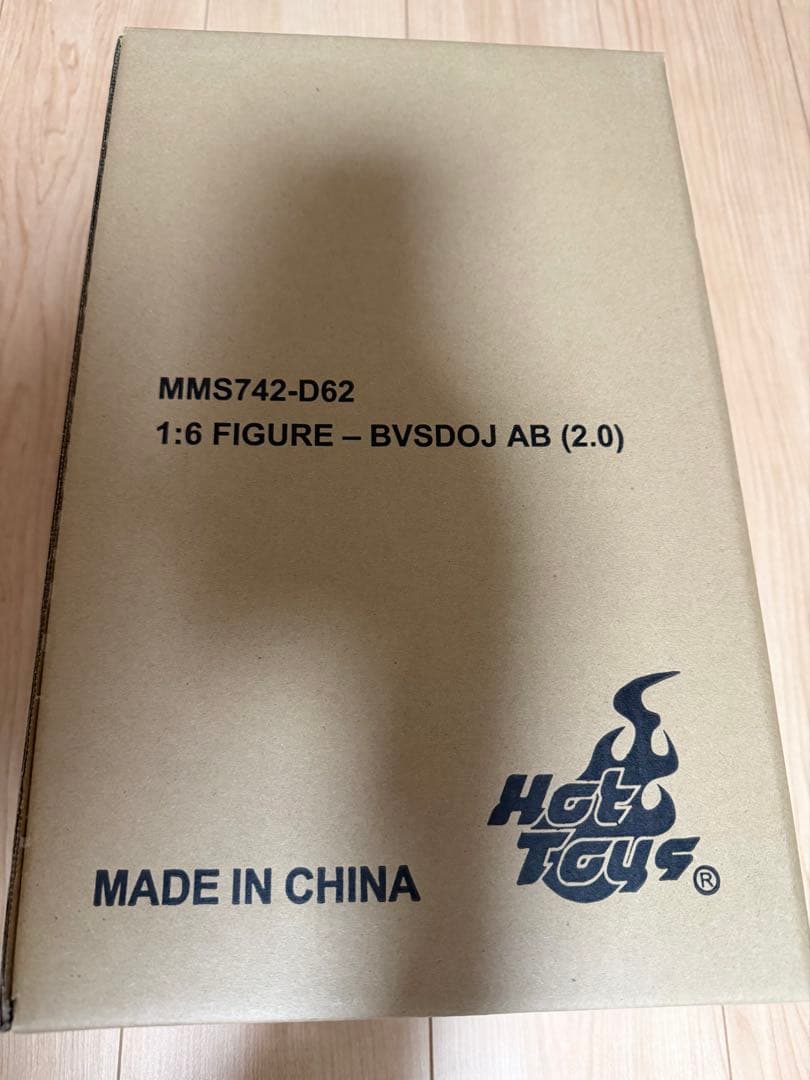 MMS742-D62
1:6 FIGURE – BVSDOJ AB (2.0)
Hot
Toys®
MADE IN CHINA